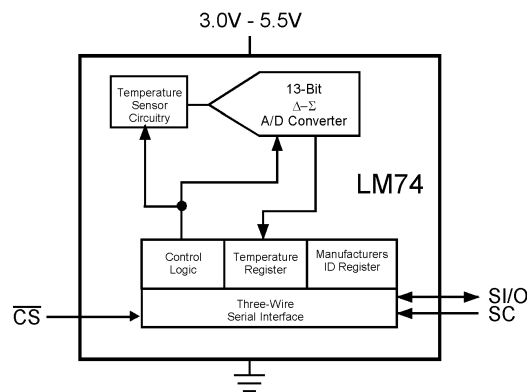 3.0V - 5.5V
Temperature
Sensor
Circuitry
13-Bit
Δ–Σ
A/D Converter
LM74
Control
Logic
Temperature
Register
Manufacturers
ID Register
Three-Wire
Serial Interface
C̅S̅
SI/O
SC